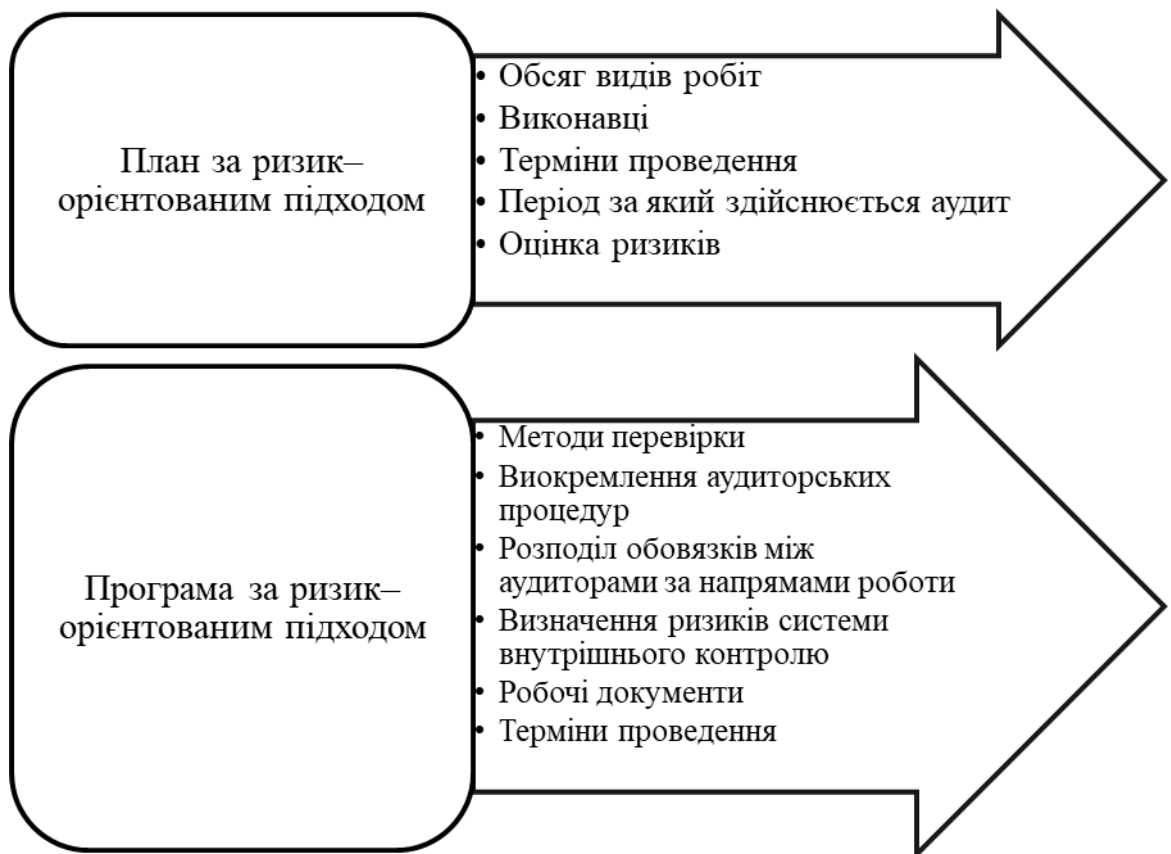 План за ризик–
орієнтованим підходом
• Обсяг видів робіт
• Виконавці
• Терміни проведення
• Період за який здійснюється аудит
• Оцінка ризиків
Програма за ризик–
орієнтованим підходом
• Методи перевірки
• Виокремлення аудиторських
процедур
• Розподіл обовязків між
аудиторами за напрямами роботи
• Визначення ризиків системи
внутрішнього контролю
• Робочі документи
• Терміни проведення